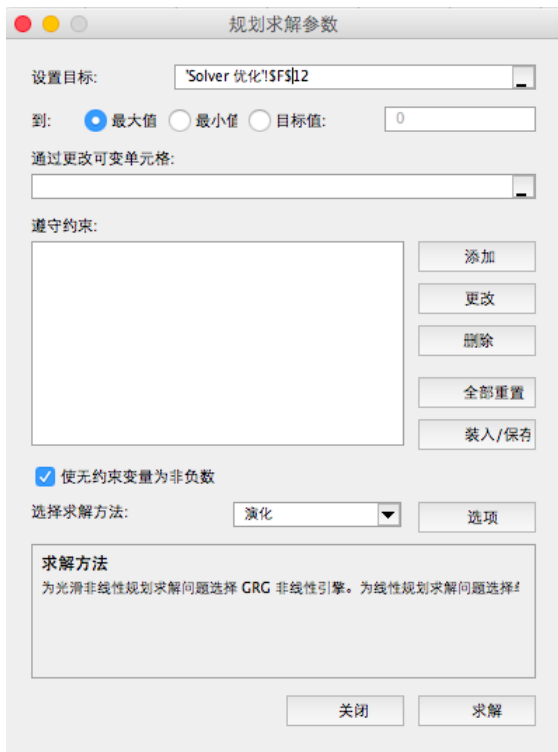 规划求解参数
设置目标: 'Solver 优化'!$F$12
到: 最大值 最小值 目标值: 0
通过更改可变单元格:
遵守约束:
添加
更改
删除
全部重置
装入/保存
使无约束变量为非负数
选择求解方法: 演化 选项
求解方法
为光滑非线性规划求解问题选择 GRG 非线性引擎。为线性规划求解问题选择
关闭 求解